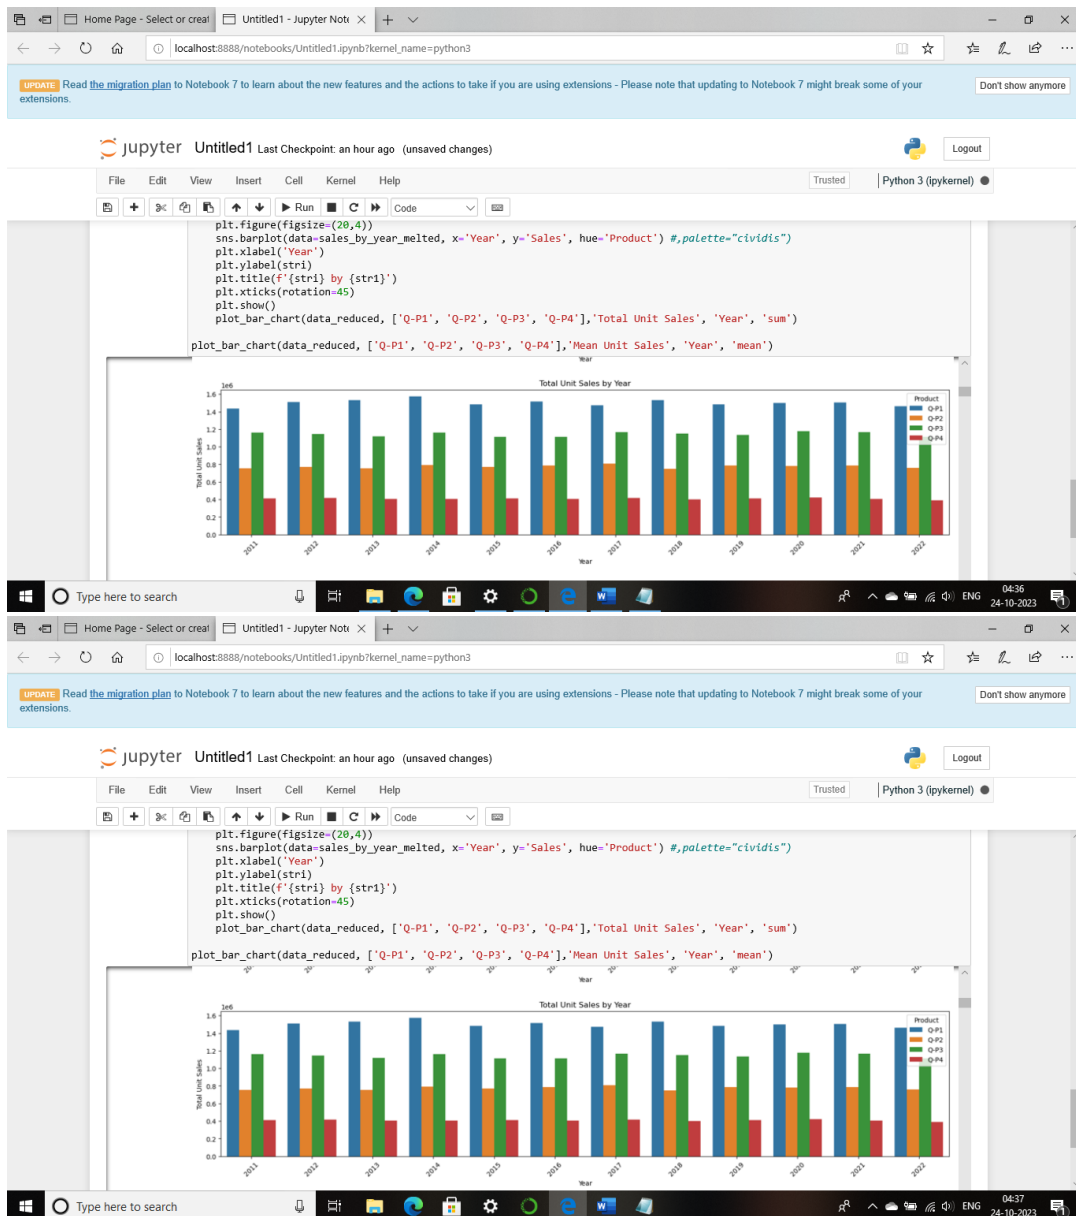 Home Page - Select or creat
Untitled1 - Jupyter Note
localhost:8888/notebooks/Untitled1.ipynb?kernel_name=python3
UPDATE Read the migration plan to Notebook 7 to learn about the new features and the actions to take if you are using extensions - Please note that updating to Notebook 7 might break some of your
extensions.
Don't show anymore
jupyter Untitled1 Last Checkpoint: an hour ago (unsaved changes)
Logout
File Edit View Insert Cell Kernel Help
Trusted Python 3 (ipykernel)
Run Code
plt.figure(figsize=(20,4))
sns.barplot(data=sales_by_year_melted, x='Year', y='Sales', hue='Product') #,palette="cividis")
plt.xlabel('Year')
plt.ylabel(stri)
plt.title(f'{stri} by {str1}')
plt.xticks(rotation=45)
plt.show()
plot_bar_chart(data_reduced, ['Q-P1', 'Q-P2', 'Q-P3', 'Q-P4'],'Total Unit Sales', 'Year', 'sum')
plot_bar_chart(data_reduced, ['Q-P1', 'Q-P2', 'Q-P3', 'Q-P4'],'Mean Unit Sales', 'Year', 'mean')
Year
Total Unit Sales by Year
1e6
1.6
1.4
1.2
1.0
0.8
0.6
0.4
0.2
0.0
Total Unit Sales
Product
Q-P1
Q-P2
Q-P3
Q-P4
2011 2012 2013 2014 2015 2016 2017 2018 2019 2020 2021 2022
Year
Type here to search
ENG
04:36
24-10-2023
1
Home Page - Select or creat
Untitled1 - Jupyter Note
localhost:8888/notebooks/Untitled1.ipynb?kernel_name=python3
UPDATE Read the migration plan to Notebook 7 to learn about the new features and the actions to take if you are using extensions - Please note that updating to Notebook 7 might break some of your
extensions.
Don't show anymore
jupyter Untitled1 Last Checkpoint: an hour ago (unsaved changes)
Logout
File Edit View Insert Cell Kernel Help
Trusted Python 3 (ipykernel)
Run Code
plt.figure(figsize=(20,4))
sns.barplot(data=sales_by_year_melted, x='Year', y='Sales', hue='Product') #,palette="cividis")
plt.xlabel('Year')
plt.ylabel(stri)
plt.title(f'{stri} by {str1}')
plt.xticks(rotation=45)
plt.show()
plot_bar_chart(data_reduced, ['Q-P1', 'Q-P2', 'Q-P3', 'Q-P4'],'Total Unit Sales', 'Year', 'sum')
plot_bar_chart(data_reduced, ['Q-P1', 'Q-P2', 'Q-P3', 'Q-P4'],'Mean Unit Sales', 'Year', 'mean')
Year
Total Unit Sales by Year
1e6
1.6
1.4
1.2
1.0
0.8
0.6
0.4
0.2
0.0
Total Unit Sales
Product
Q-P1
Q-P2
Q-P3
Q-P4
2011 2012 2013 2014 2015 2016 2017 2018 2019 2020 2021 2022
Year
Type here to search
ENG
04:37
24-10-2023
1